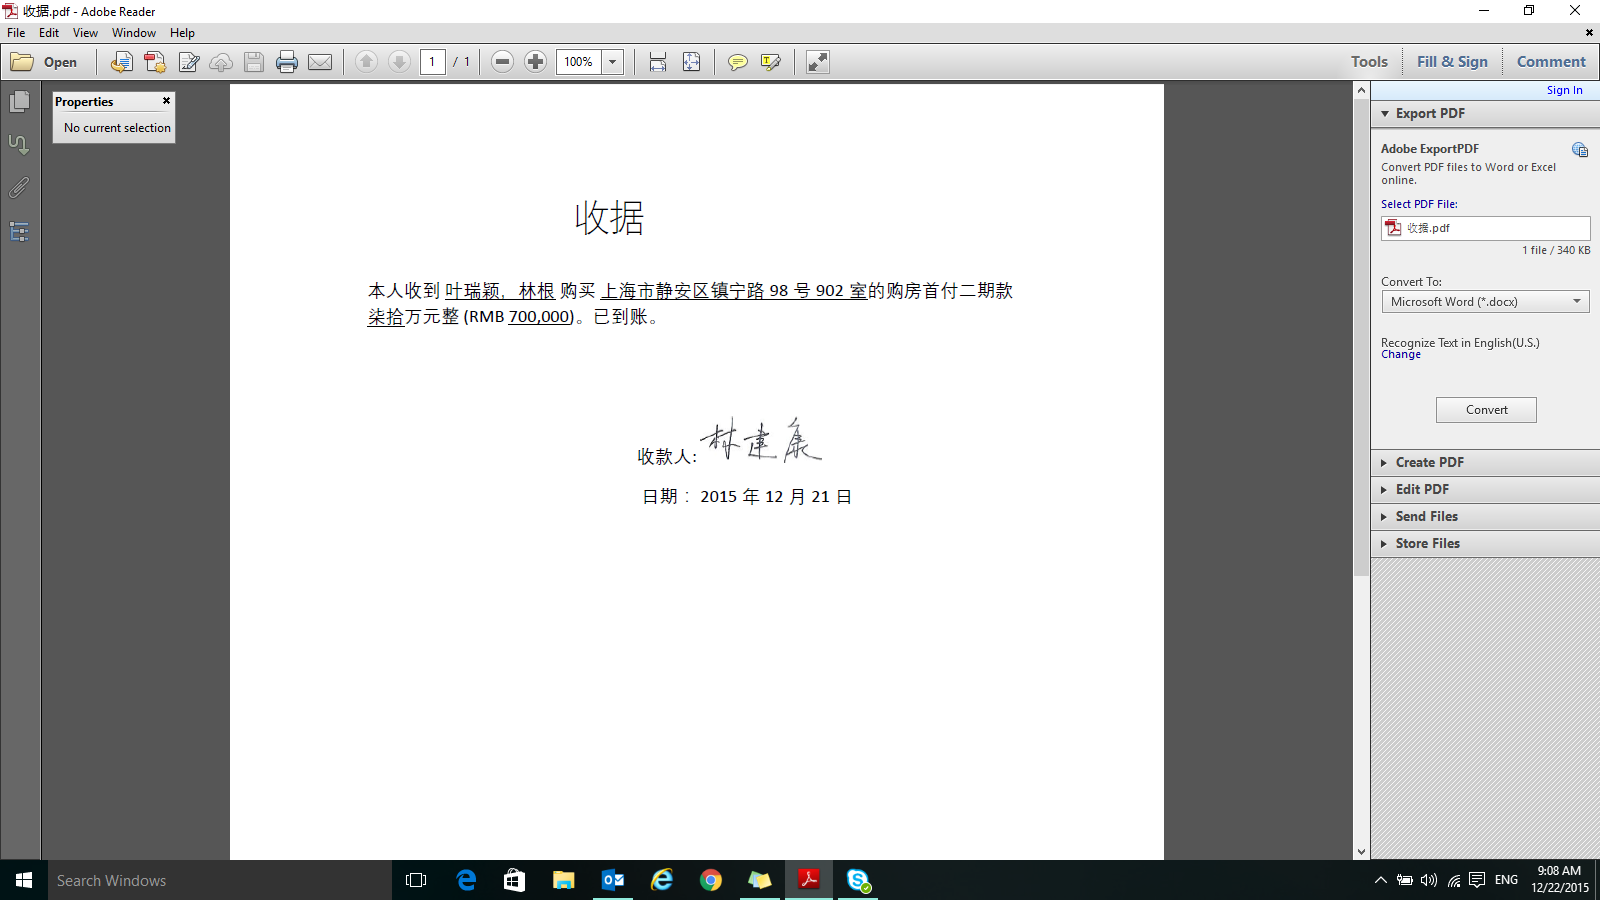 收据.pdf - Adobe Reader
File Edit View Window Help
Open 1 / 1 100% Tools Fill & Sign Comment
Sign In
Properties
No current selection
Export PDF
Adobe ExportPDF
Convert PDF files to Word or Excel
online.
Select PDF File:
收据.pdf
1 file / 340 KB
Convert To:
Microsoft Word (*.docx)
Recognize Text in English(U.S.)
Change
Convert
Create PDF
Edit PDF
Send Files
Store Files
收据
本人收到 叶瑞颖，林根 购买 上海市静安区镇宁路 98 号 902 室的购房首付二期款
柒拾万元整 (RMB 700,000)。已到账。
收款人: 林建康
日期： 2015 年 12 月 21 日
Search Windows
ENG
9:08 AM
12/22/2015